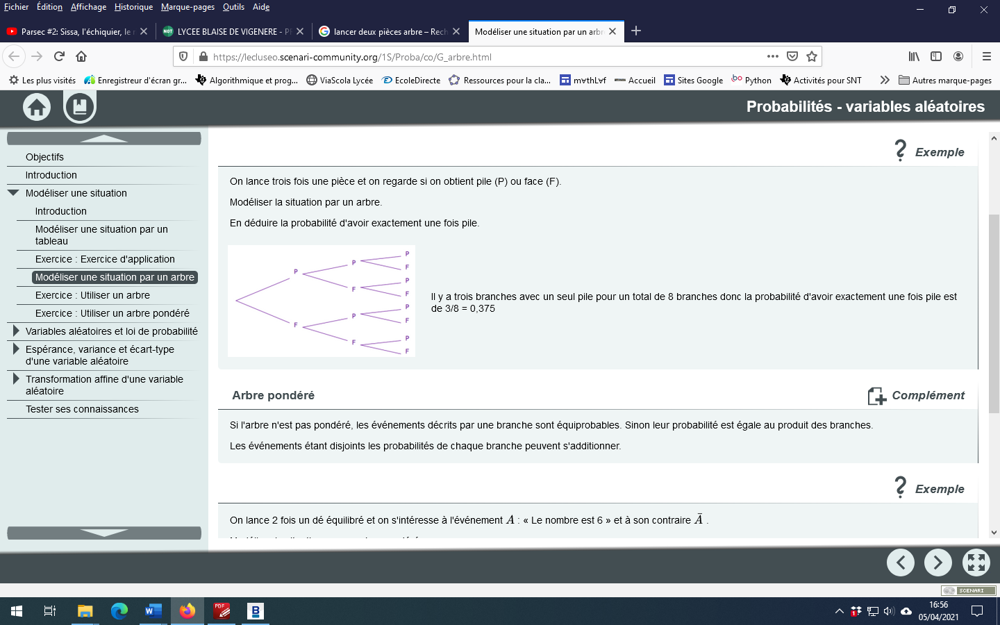 Fichier Édition Affichage Historique Marque-pages Outils Aide
Parsec #2: Sissa, l'échiquier, le r
LYCEE BLAISE DE VIGENERE - PR
lancer deux pièces arbre – Rech
Modéliser une situation par un arbr
https://lecluseo.scenari-community.org/1S/Proba/co/G_arbre.html
Les plus visités Enregistreur d'écran gr... Algorithmique et prog... ViaScola Lycée EcoleDirecte Ressources pour la cla... m∀thL∀f Accueil Sites Google Python Activités pour SNT Autres marque-pages
Probabilités - variables aléatoires
Objectifs
Introduction
Modéliser une situation
Introduction
Modéliser une situation par un
tableau
Exercice : Exercice d'application
Modéliser une situation par un arbre
Exercice : Utiliser un arbre
Exercice : Utiliser un arbre pondéré
Variables aléatoires et loi de probabilité
Espérance, variance et écart-type
d'une variable aléatoire
Transformation affine d'une variable
aléatoire
Tester ses connaissances
Exemple
On lance trois fois une pièce et on regarde si on obtient pile (P) ou face (F).
Modéliser la situation par un arbre.
En déduire la probabilité d'avoir exactement une fois pile.
P
P
F
P
P
F
F
P
F
P
P
F
F
P
F
Il y a trois branches avec un seul pile pour un total de 8 branches donc la probabilité d'avoir exactement une fois pile est
de 3/8 = 0,375
Arbre pondéré
Complément
Si l'arbre n'est pas pondéré, les événements décrits par une branche sont équiprobables. Sinon leur probabilité est égale au produit des branches.
Les événements étant disjoints les probabilités de chaque branche peuvent s'additionner.
Exemple
On lance 2 fois un dé équilibré et on s'intéresse à l'événement A : « Le nombre est 6 » et à son contraire Ā .
SCENARI
PDF
16:56
05/04/2021